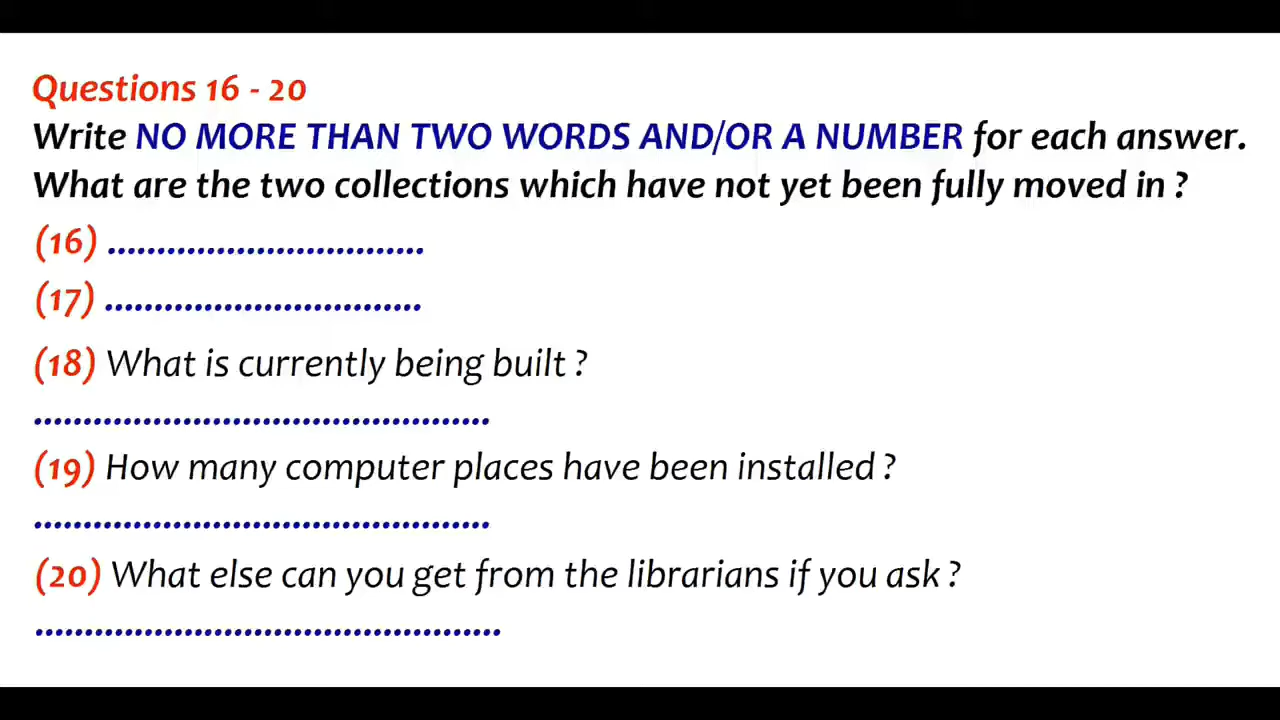 Questions 16 - 20
Write NO MORE THAN TWO WORDS AND/OR A NUMBER for each answer.
What are the two collections which have not yet been fully moved in ?
(16) ................................
(17) ................................
(18) What is currently being built ?
..............................................
(19) How many computer places have been installed ?
..............................................
(20) What else can you get from the librarians if you ask ?
...............................................